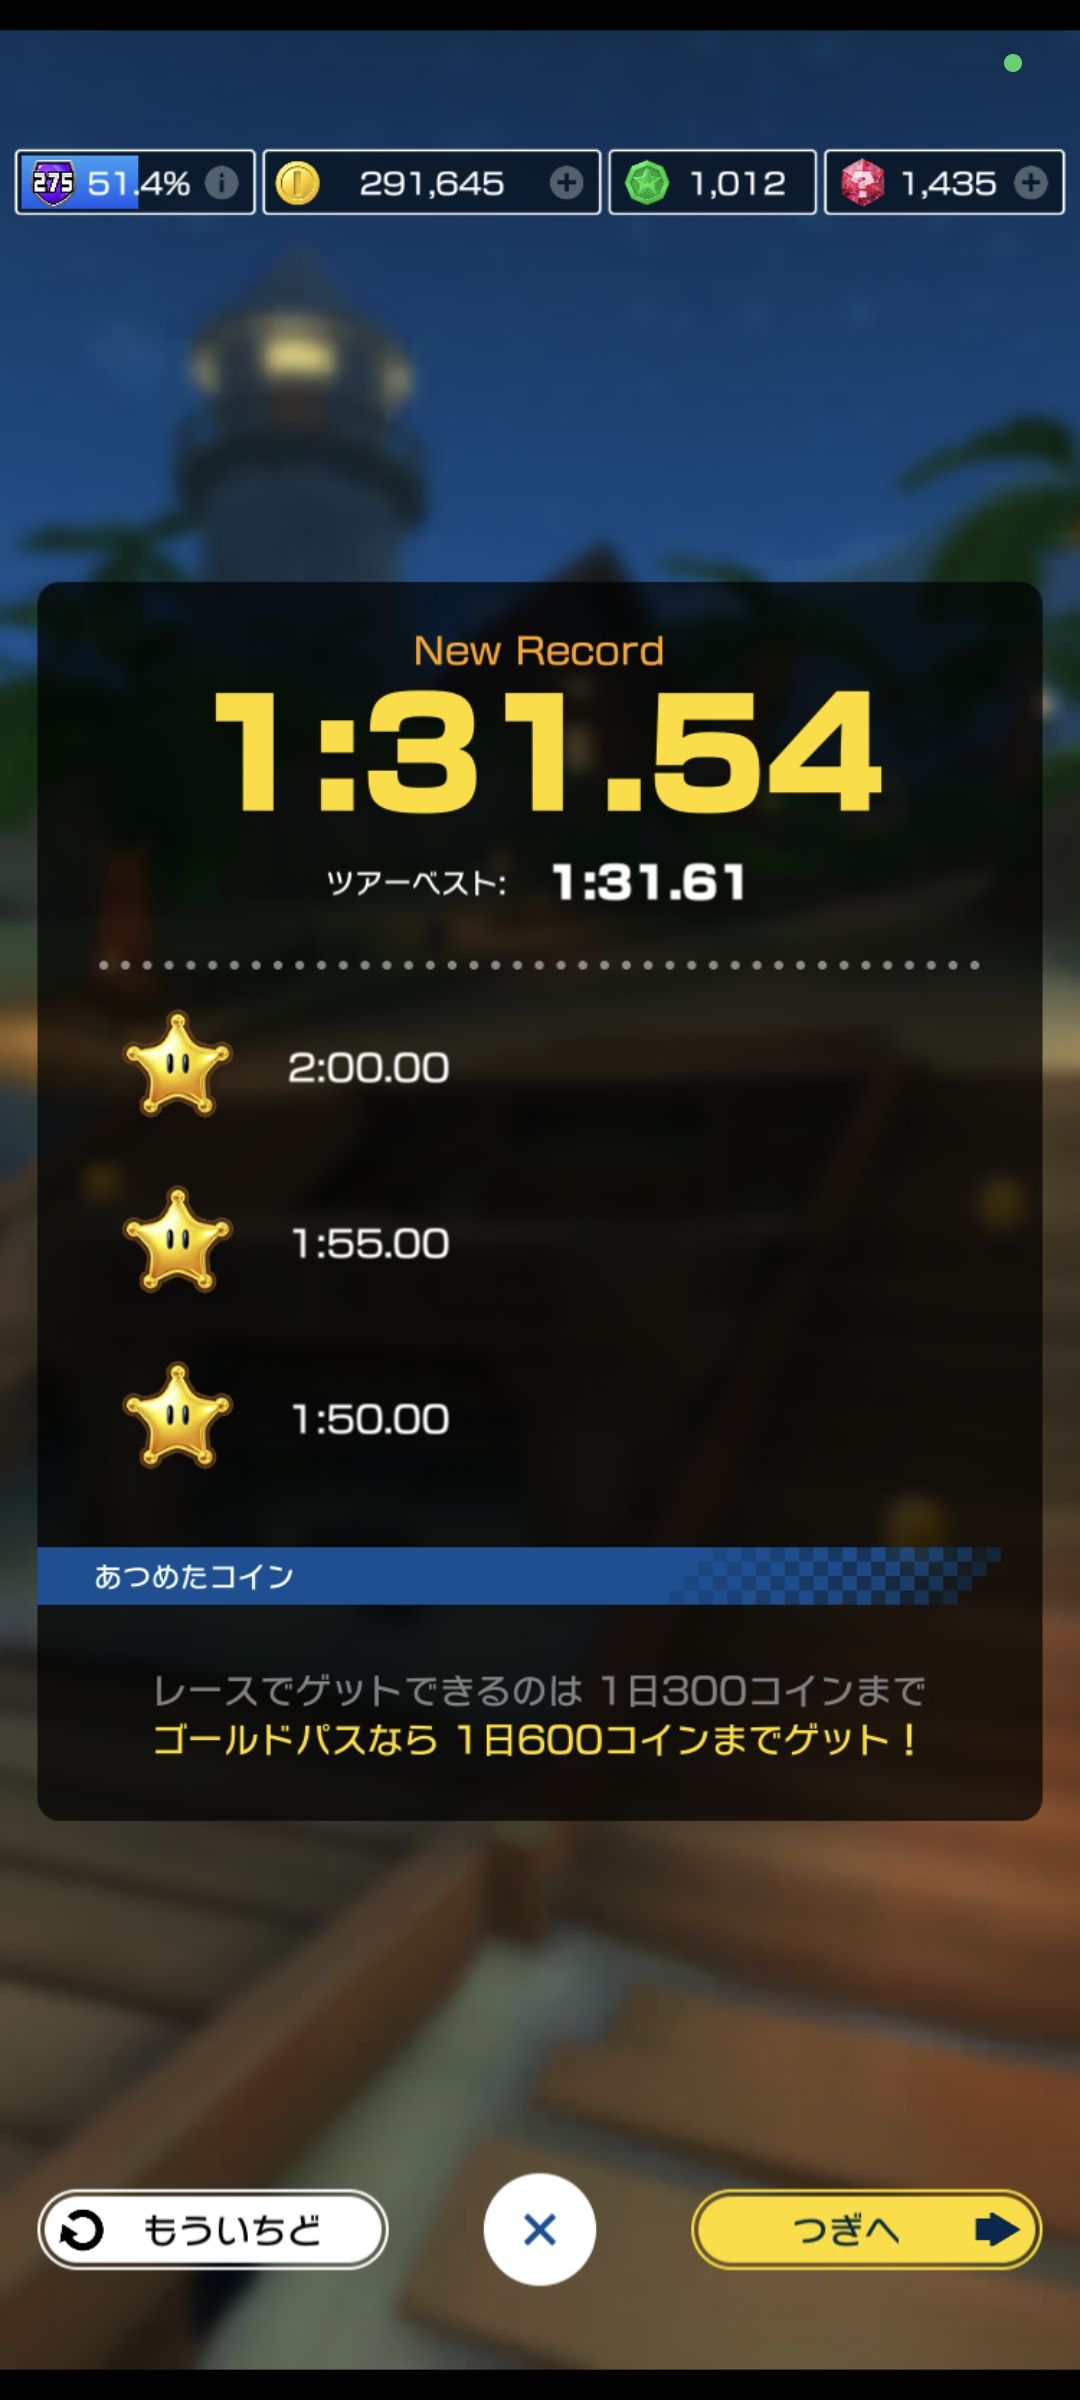 275 51.4% 291,645 1,012 1,435
New Record
1:31.54
ツアーベスト: 1:31.61
2:00.00
1:55.00
1:50.00
あつめたコイン
レースでゲットできるのは 1日300コインまで
ゴールドパスなら 1日600コインまでゲット!
もういちど つぎへ